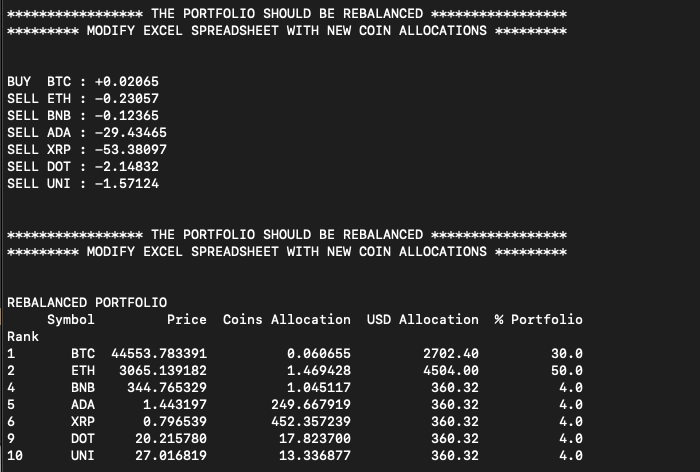 ***************** THE PORTFOLIO SHOULD BE REBALANCED *****************
********* MODIFY EXCEL SPREADSHEET WITH NEW COIN ALLOCATIONS *********
BUY  BTC : +0.02065
SELL ETH : -0.23057
SELL BNB : -0.12365
SELL ADA : -29.43465
SELL XRP : -53.38097
SELL DOT : -2.14832
SELL UNI : -1.57124
***************** THE PORTFOLIO SHOULD BE REBALANCED *****************
********* MODIFY EXCEL SPREADSHEET WITH NEW COIN ALLOCATIONS *********
REBALANCED PORTFOLIO
     Symbol         Price  Coins Allocation  USD Allocation  % Portfolio
Rank
1       BTC  44553.783391          0.060655         2702.40         30.0
2       ETH   3065.139182          1.469428         4504.00         50.0
4       BNB    344.765329          1.045117          360.32          4.0
5       ADA      1.443197        249.667919          360.32          4.0
6       XRP      0.796539        452.357239          360.32          4.0
9       DOT     20.215780         17.823700          360.32          4.0
10      UNI     27.016819         13.336877          360.32          4.0